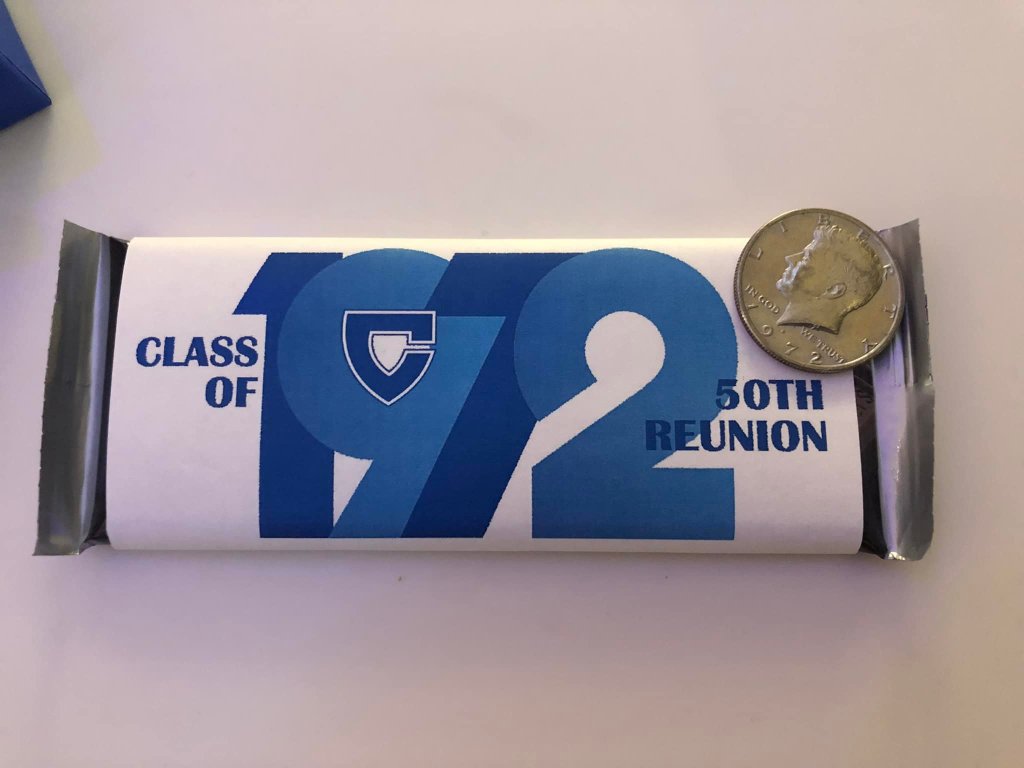 CLASS
OF
1972
50TH
REUNION
LIBERTY
IN GOD
WE TRUST
1972